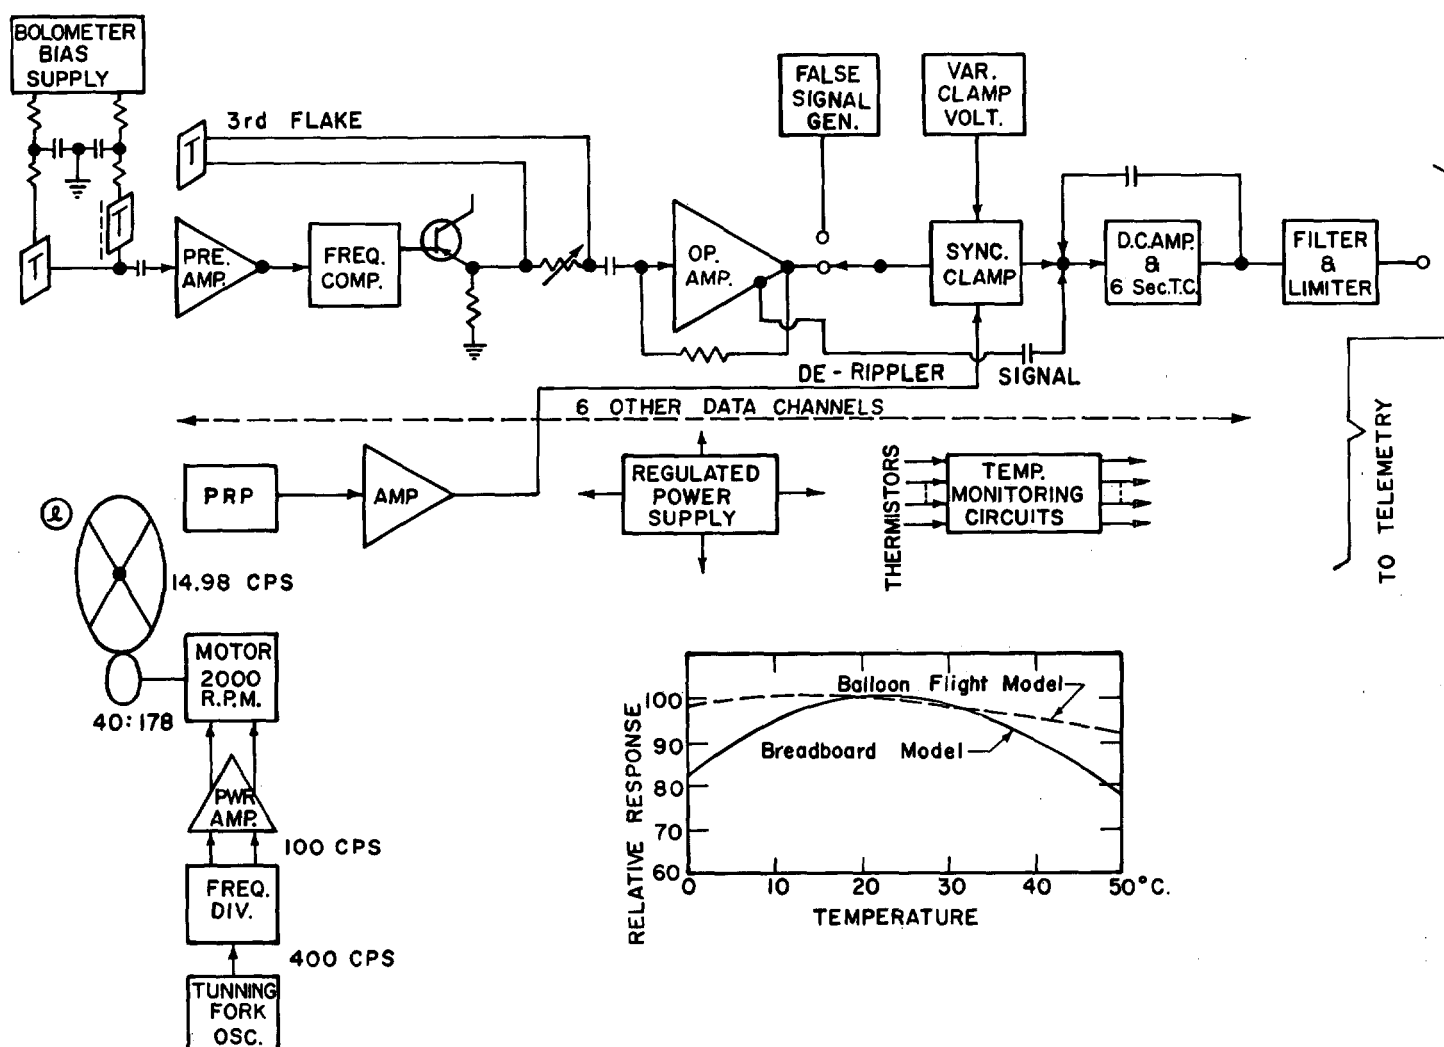 BOLOMETER
BIAS
SUPPLY
3rd FLAKE
T
T
T
PRE.
AMP.
FREQ.
COMP.
FALSE
SIGNAL
GEN.
VAR.
CLAMP
VOLT.
OP.
AMP.
SYNC.
CLAMP
D.C.AMP.
&
6 Sec.T.C.
FILTER
&
LIMITER
DE-RIPPLER SIGNAL
6 OTHER DATA CHANNELS
PRP
AMP
REGULATED
POWER
SUPPLY
THERMISTORS
TEMP.
MONITORING
CIRCUITS
TO TELEMETRY
l
14.98 CPS
MOTOR
2000
R.P.M.
40:178
PWR
AMP.
100 CPS
FREQ.
DIV.
400 CPS
TUNNING
FORK
OSC.
RELATIVE RESPONSE
100
90
80
70
60
Balloon Flight Model
Breadboard Model
0 10 20 30 40 50°C.
TEMPERATURE